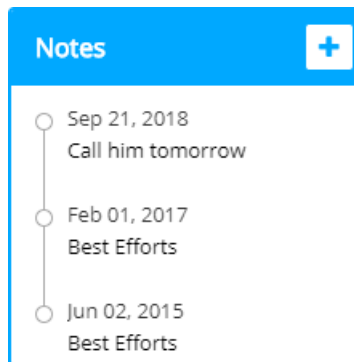 Notes
Sep 21, 2018
Call him tomorrow
Feb 01, 2017
Best Efforts
Jun 02, 2015
Best Efforts